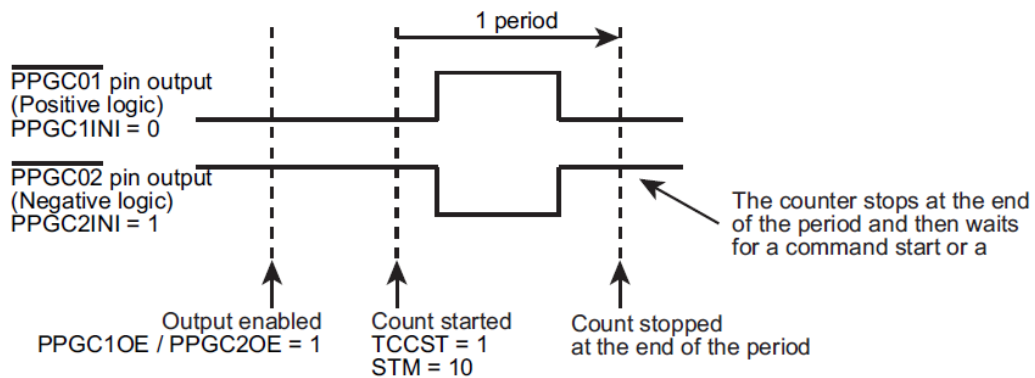 1 period
PPGC01 pin output
(Positive logic)
PPGC1INI = 0
PPGC02 pin output
(Negative logic)
PPGC2INI = 1
The counter stops at the end
of the period and then waits
for a command start or a
Output enabled
PPGC1OE / PPGC2OE = 1
Count started
TCCST = 1
STM = 10
Count stopped
at the end of the period